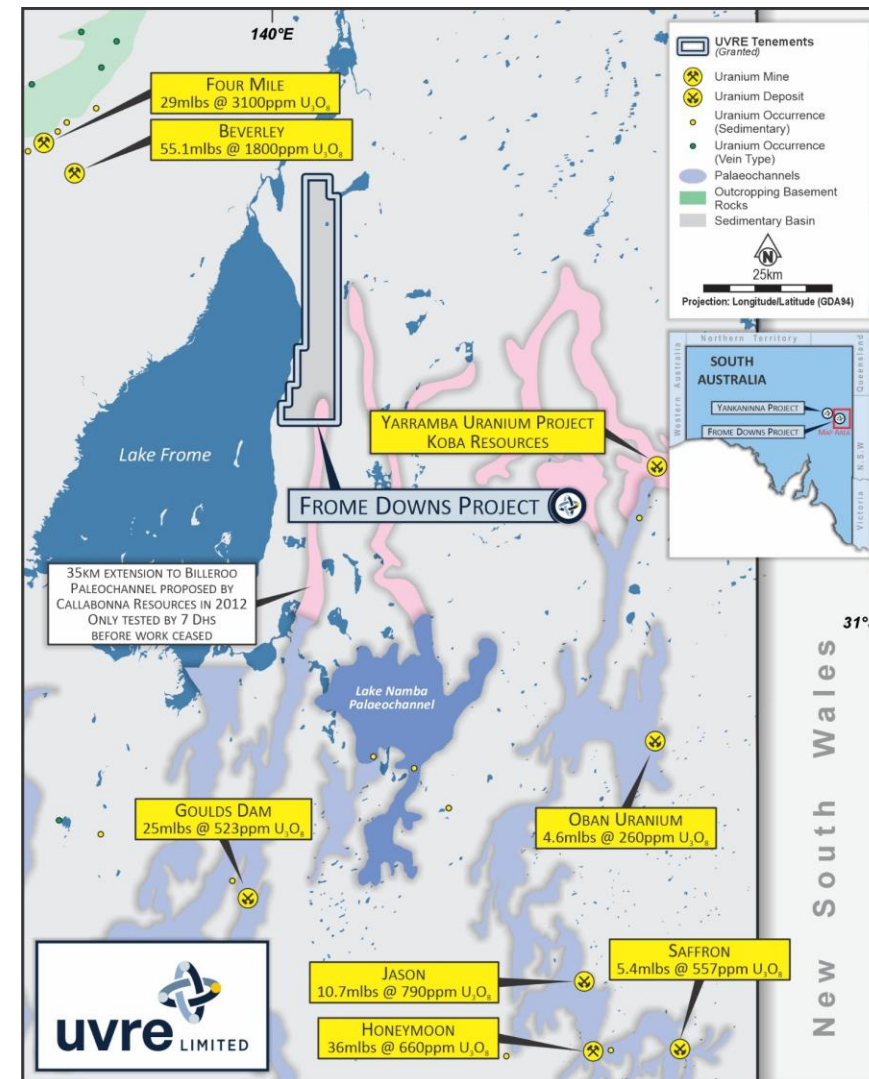 140°E
FOUR MILE
29mlbs @ 3100ppm U₃O₈
BEVERLEY
55.1mlbs @ 1800ppm U₃O₈
UVRE Tenements
(Granted)
Uranium Mine
Uranium Deposit
Uranium Occurrence
(Sedimentary)
Uranium Occurrence
(Vein Type)
Palaeochannels
Outcropping Basement
Rocks
Sedimentary Basin
N
25km
Projection: Longitude/Latitude (GDA94)
Northern Territory
Western Australia
SOUTH
AUSTRALIA
Queensland
YANKANINNA PROJECT
FROME DOWNS PROJECT
MAP AREA
N.S.W
Victoria
Lake Frome
YARRAMBA URANIUM PROJECT
KOBA RESOURCES
FROME DOWNS PROJECT
35KM EXTENSION TO BILLEROO
PALEOCHANNEL PROPOSED BY
CALLABONNA RESOURCES IN 2012
ONLY TESTED BY 7 DHS
BEFORE WORK CEASED
31°
Lake Namba
Palaeochannel
New South Wales
GOULDS DAM
25mlbs @ 523ppm U₃O₈
OBAN URANIUM
4.6mlbs @ 260ppm U₃O₈
JASON
10.7mlbs @ 790ppm U₃O₈
SAFFRON
5.4mlbs @ 557ppm U₃O₈
HONEYMOON
36mlbs @ 660ppm U₃O₈
uvre LIMITED